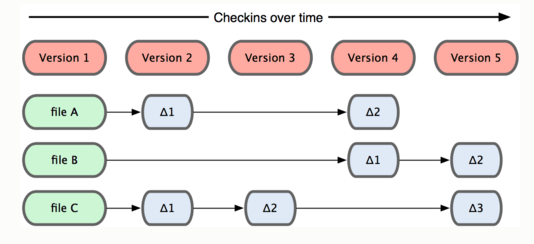 Checkins over time
Version 1 Version 2 Version 3 Version 4 Version 5
file A Δ1 Δ2
file B Δ1 Δ2
file C Δ1 Δ2 Δ3